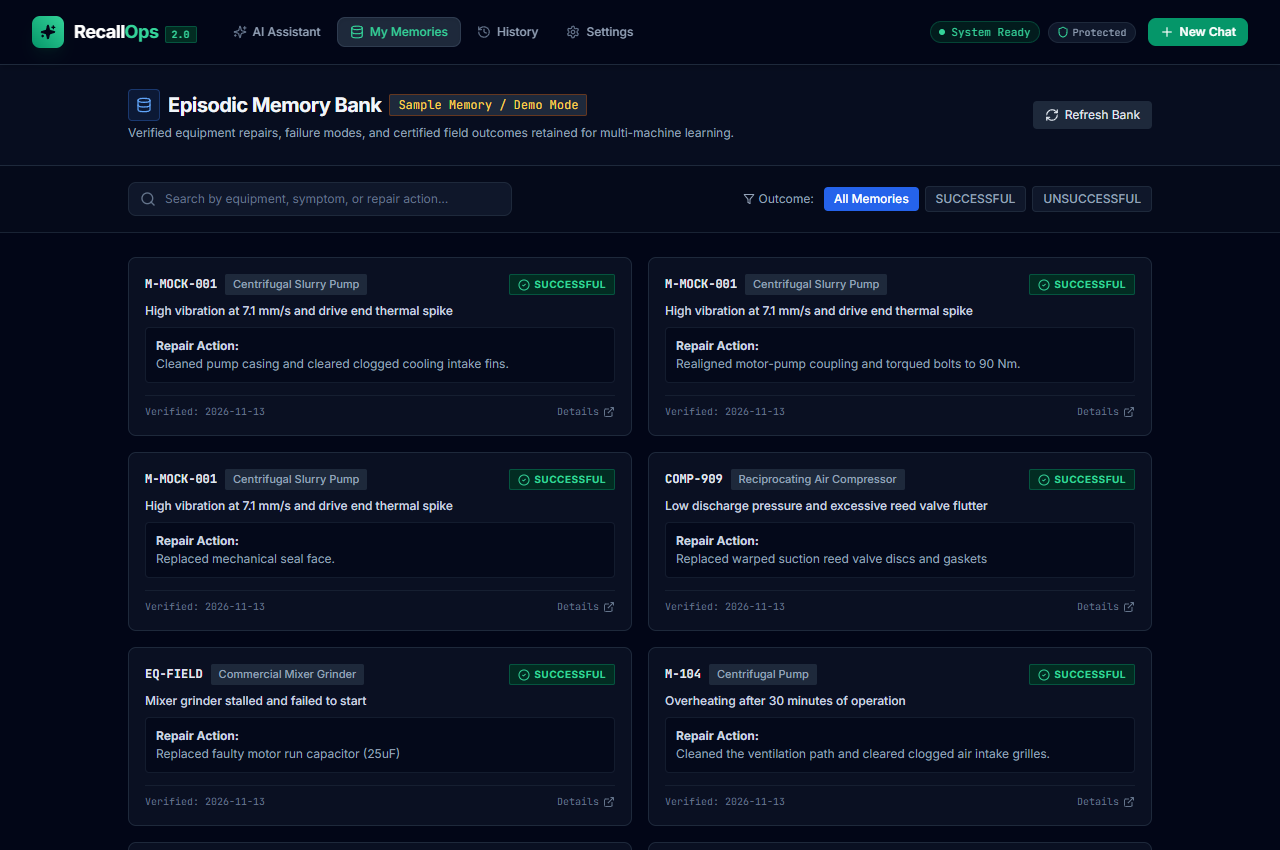 RecallOps 2.0
AI Assistant
My Memories
History
Settings
System Ready
Protected
New Chat
Episodic Memory Bank
Sample Memory / Demo Mode
Verified equipment repairs, failure modes, and certified field outcomes retained for multi-machine learning.
Refresh Bank
Search by equipment, symptom, or repair action...
Outcome:
All Memories
SUCCESSFUL
UNSUCCESSFUL
M-MOCK-001 Centrifugal Slurry Pump SUCCESSFUL
High vibration at 7.1 mm/s and drive end thermal spike
Repair Action:
Cleaned pump casing and cleared clogged cooling intake fins.
Verified: 2026-11-13 Details
M-MOCK-001 Centrifugal Slurry Pump SUCCESSFUL
High vibration at 7.1 mm/s and drive end thermal spike
Repair Action:
Realigned motor-pump coupling and torqued bolts to 90 Nm.
Verified: 2026-11-13 Details
M-MOCK-001 Centrifugal Slurry Pump SUCCESSFUL
High vibration at 7.1 mm/s and drive end thermal spike
Repair Action:
Replaced mechanical seal face.
Verified: 2026-11-13 Details
COMP-909 Reciprocating Air Compressor SUCCESSFUL
Low discharge pressure and excessive reed valve flutter
Repair Action:
Replaced warped suction reed valve discs and gaskets
Verified: 2026-11-13 Details
EQ-FIELD Commercial Mixer Grinder SUCCESSFUL
Mixer grinder stalled and failed to start
Repair Action:
Replaced faulty motor run capacitor (25uF)
Verified: 2026-11-13 Details
M-104 Centrifugal Pump SUCCESSFUL
Overheating after 30 minutes of operation
Repair Action:
Cleaned the ventilation path and cleared clogged air intake grilles.
Verified: 2026-11-13 Details